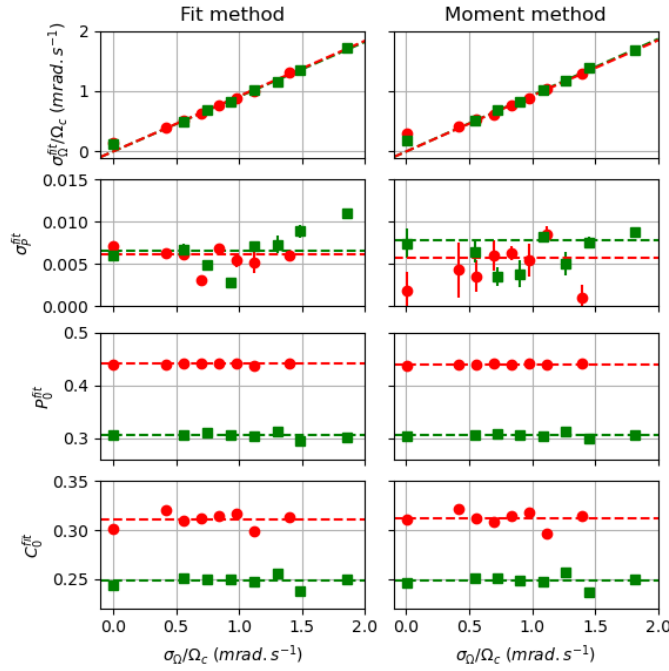 Fit method
Moment method
σ_Ω^{fit}/Ω_c (mrad.s⁻¹)
2
1
0
σ_P^{fit}
0.015
0.010
0.005
0.000
P_0^{fit}
0.5
0.4
0.3
C_0^{fit}
0.35
0.30
0.25
0.0 0.5 1.0 1.5 2.0
0.0 0.5 1.0 1.5 2.0
σ_Ω/Ω_c (mrad.s⁻¹)
σ_Ω/Ω_c (mrad.s⁻¹)